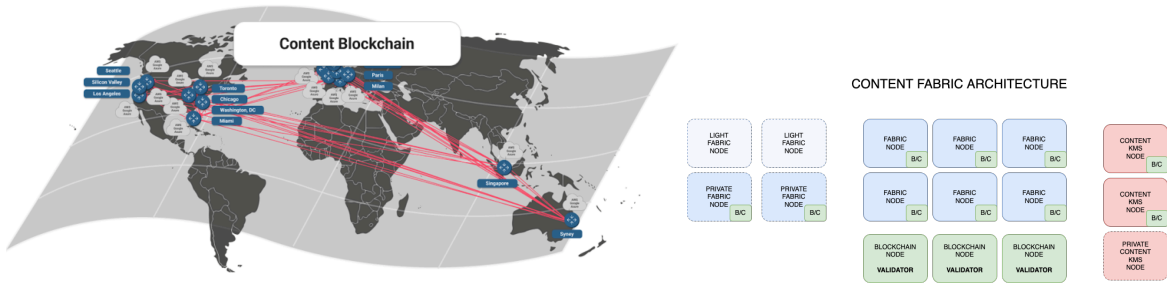 Content Blockchain
Seattle
Silicon Valley
Los Angeles
Toronto
Chicago
Washington, DC
Miami
Paris
Milan
Singapore
Syney
CONTENT FABRIC ARCHITECTURE
LIGHT
FABRIC
NODE
LIGHT
FABRIC
NODE
FABRIC
NODE
B/C
FABRIC
NODE
B/C
FABRIC
NODE
B/C
CONTENT
KMS
NODE
B/C
PRIVATE
FABRIC
NODE
B/C
PRIVATE
FABRIC
NODE
B/C
FABRIC
NODE
B/C
FABRIC
NODE
B/C
FABRIC
NODE
B/C
CONTENT
KMS
NODE
B/C
BLOCKCHAIN
NODE
VALIDATOR
BLOCKCHAIN
NODE
VALIDATOR
BLOCKCHAIN
NODE
VALIDATOR
PRIVATE
CONTENT
KMS
NODE